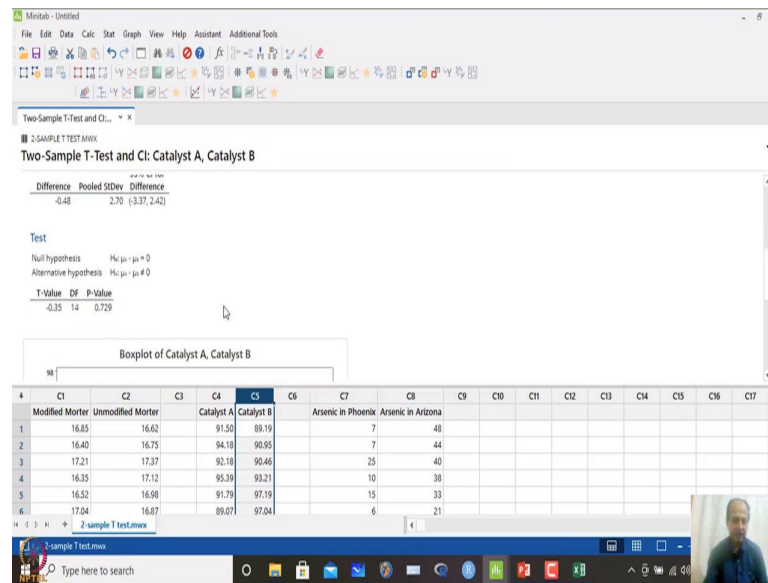 Minitab - Untitled
File Edit Data Calc Stat Graph View Help Assistant Additional Tools
Two-Sample T-Test and CI:...
2-SAMPLE T TEST.MWX
Two-Sample T-Test and CI: Catalyst A, Catalyst B
Difference Pooled StDev Difference
-0.48 2.70 (-3.37, 2.42)
Test
Null hypothesis H₀: μ₁ - µ₂ = 0
Alternative hypothesis H₁: μ₁ - µ₂ ≠ 0
T-Value DF P-Value
-0.35 14 0.729
Boxplot of Catalyst A, Catalyst B
98
C1 C2 C3 C4 C5 C6 C7 C8 C9 C10 C11 C12 C13 C14 C15 C16 C17
Modified Morter Unmodified Morter Catalyst A Catalyst B Arsenic in Phoenix Arsenic in Arizona
1 16.85 16.62 91.50 89.19 7 48
2 16.40 16.75 94.18 90.95 7 44
3 17.21 17.37 92.18 90.46 25 40
4 16.35 17.12 95.39 93.21 10 38
5 16.52 16.98 91.79 97.19 15 33
6 17.04 16.87 89.07 97.04 6 21
2-sample T test.mwx
2-sample T test.mwx
Type here to search
NPTEL